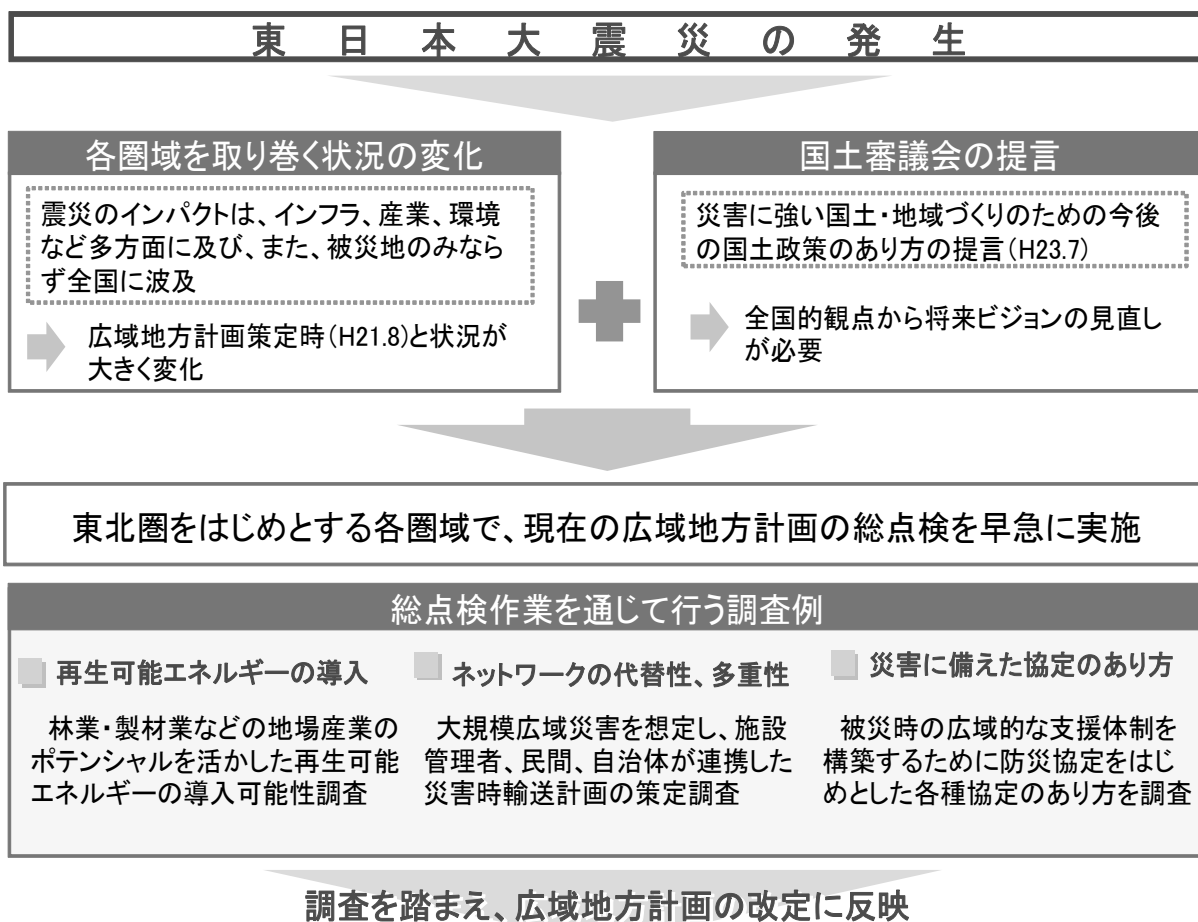 東日本大震災の発生
各圏域を取り巻く状況の変化
震災のインパクトは、インフラ、産業、環境
など多方面に及び、また、被災地のみなら
ず全国に波及
広域地方計画策定時(H21.8)と状況が
大きく変化
国土審議会の提言
災害に強い国土・地域づくりのための今後
の国土政策のあり方の提言(H23.7)
全国的観点から将来ビジョンの見直し
が必要
東北圏をはじめとする各圏域で、現在の広域地方計画の総点検を早急に実施
総点検作業を通じて行う調査例
再生可能エネルギーの導入
林業・製材業などの地場産業の
ポテンシャルを活かした再生可能
エネルギーの導入可能性調査
ネットワークの代替性、多重性
大規模広域災害を想定し、施設
管理者、民間、自治体が連携した
災害時輸送計画の策定調査
災害に備えた協定のあり方
被災時の広域的な支援体制を
構築するために防災協定をはじ
めとした各種協定のあり方を調査
調査を踏まえ、広域地方計画の改定に反映